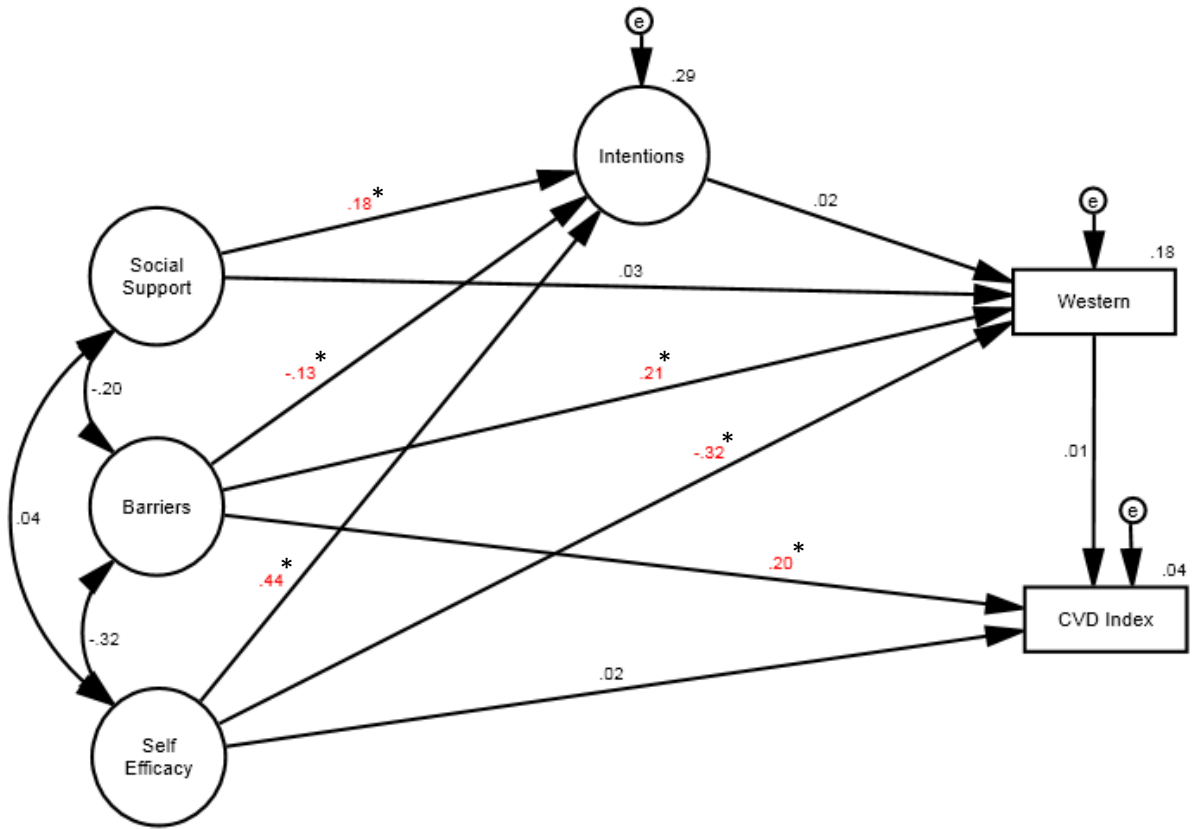 e
.29
Intentions
.18*
.02
e
.18
Social
Support
.03
Western
-.13*
.21*
-.20
-.32*
.01
.04
Barriers
e
.44*
.20*
.04
-.32
CVD Index
.02
Self
Efficacy